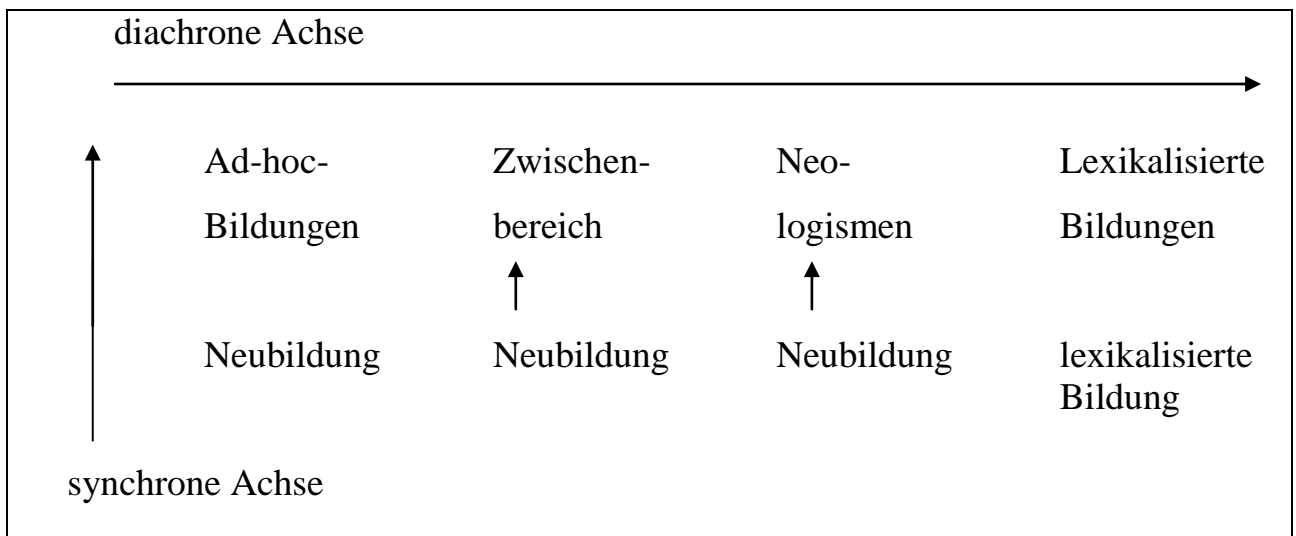 diachrone Achse
Ad-hoc- Zwischen- Neo- Lexikalisierte
Bildungen bereich logismen Bildungen
Neubildung Neubildung Neubildung lexikalisierte
Bildung
synchrone Achse